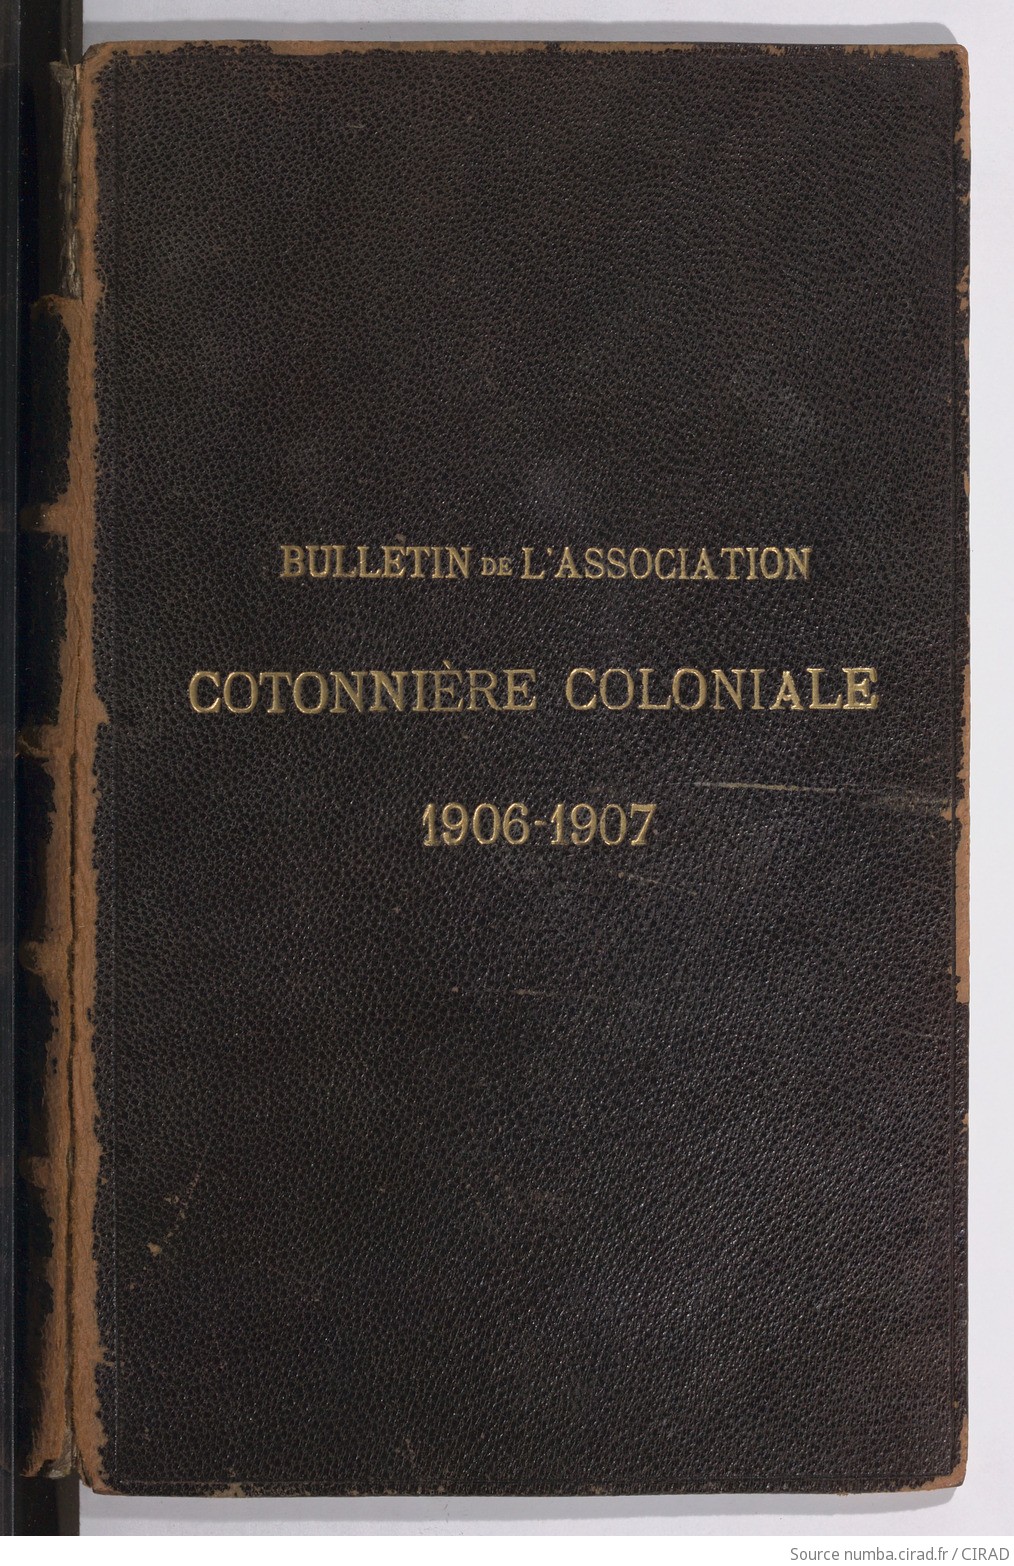 BULLETIN DE L'ASSOCIATION
COTONNIÈRE COLONIALE
1906-1907
Source numba.cirad.fr / CIRAD